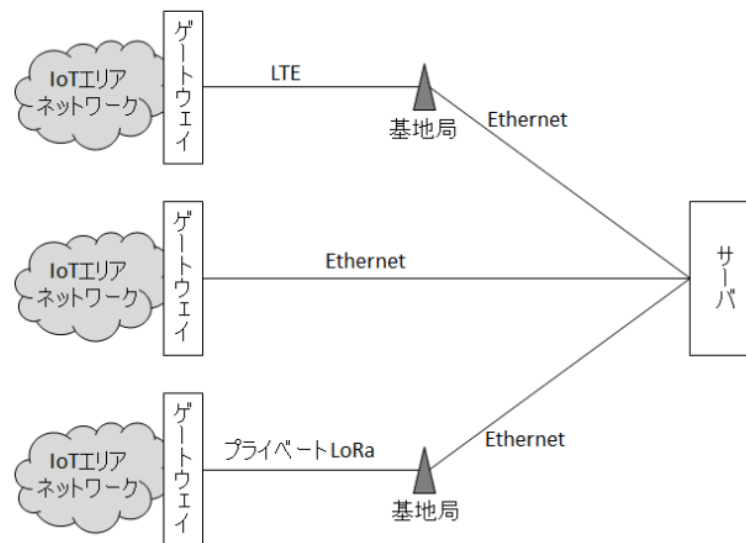 IoTエリア
ネットワーク
ゲートウェイ
LTE
基地局
Ethernet
IoTエリア
ネットワーク
ゲートウェイ
Ethernet
サーバ
IoTエリア
ネットワーク
ゲートウェイ
プライベートLoRa
基地局
Ethernet